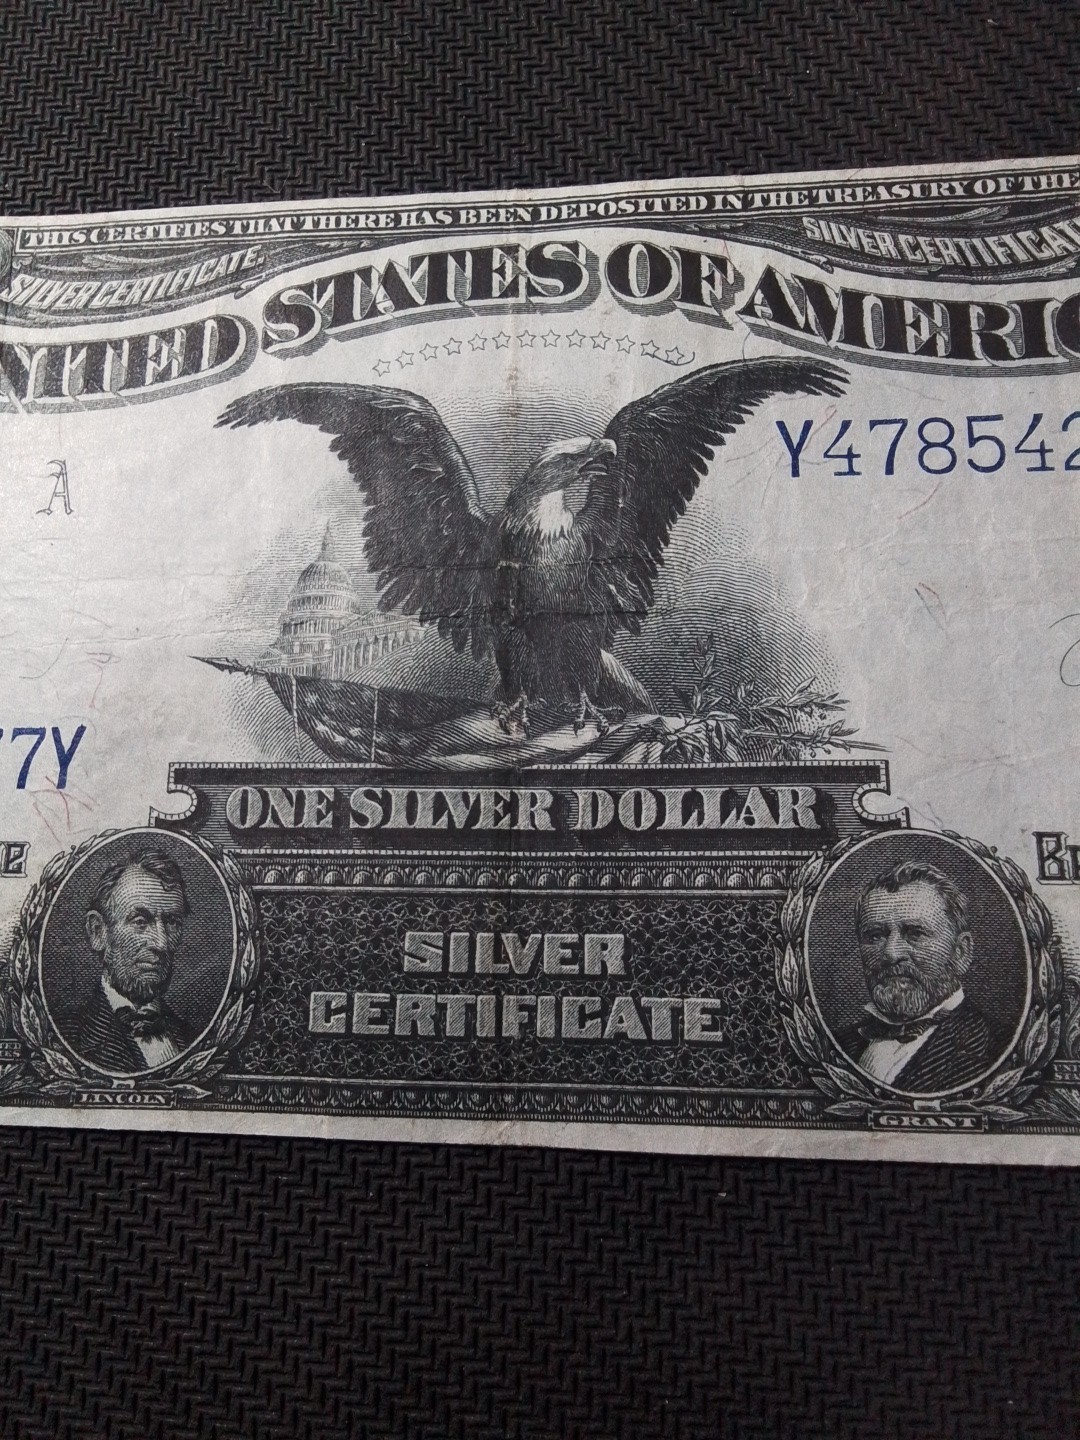 THIS CERTIFIES THAT THERE HAS BEEN DEPOSITED IN THE TREASURY OF THE
SILVER CERTIFICATE.
SILVER CERTIFICAT
NITED STATES OF AMERIC
Y478542
A
7Y
ONE SILVER DOLLAR
SILVER
CERTIFICATE
LINCOLN
GRANT